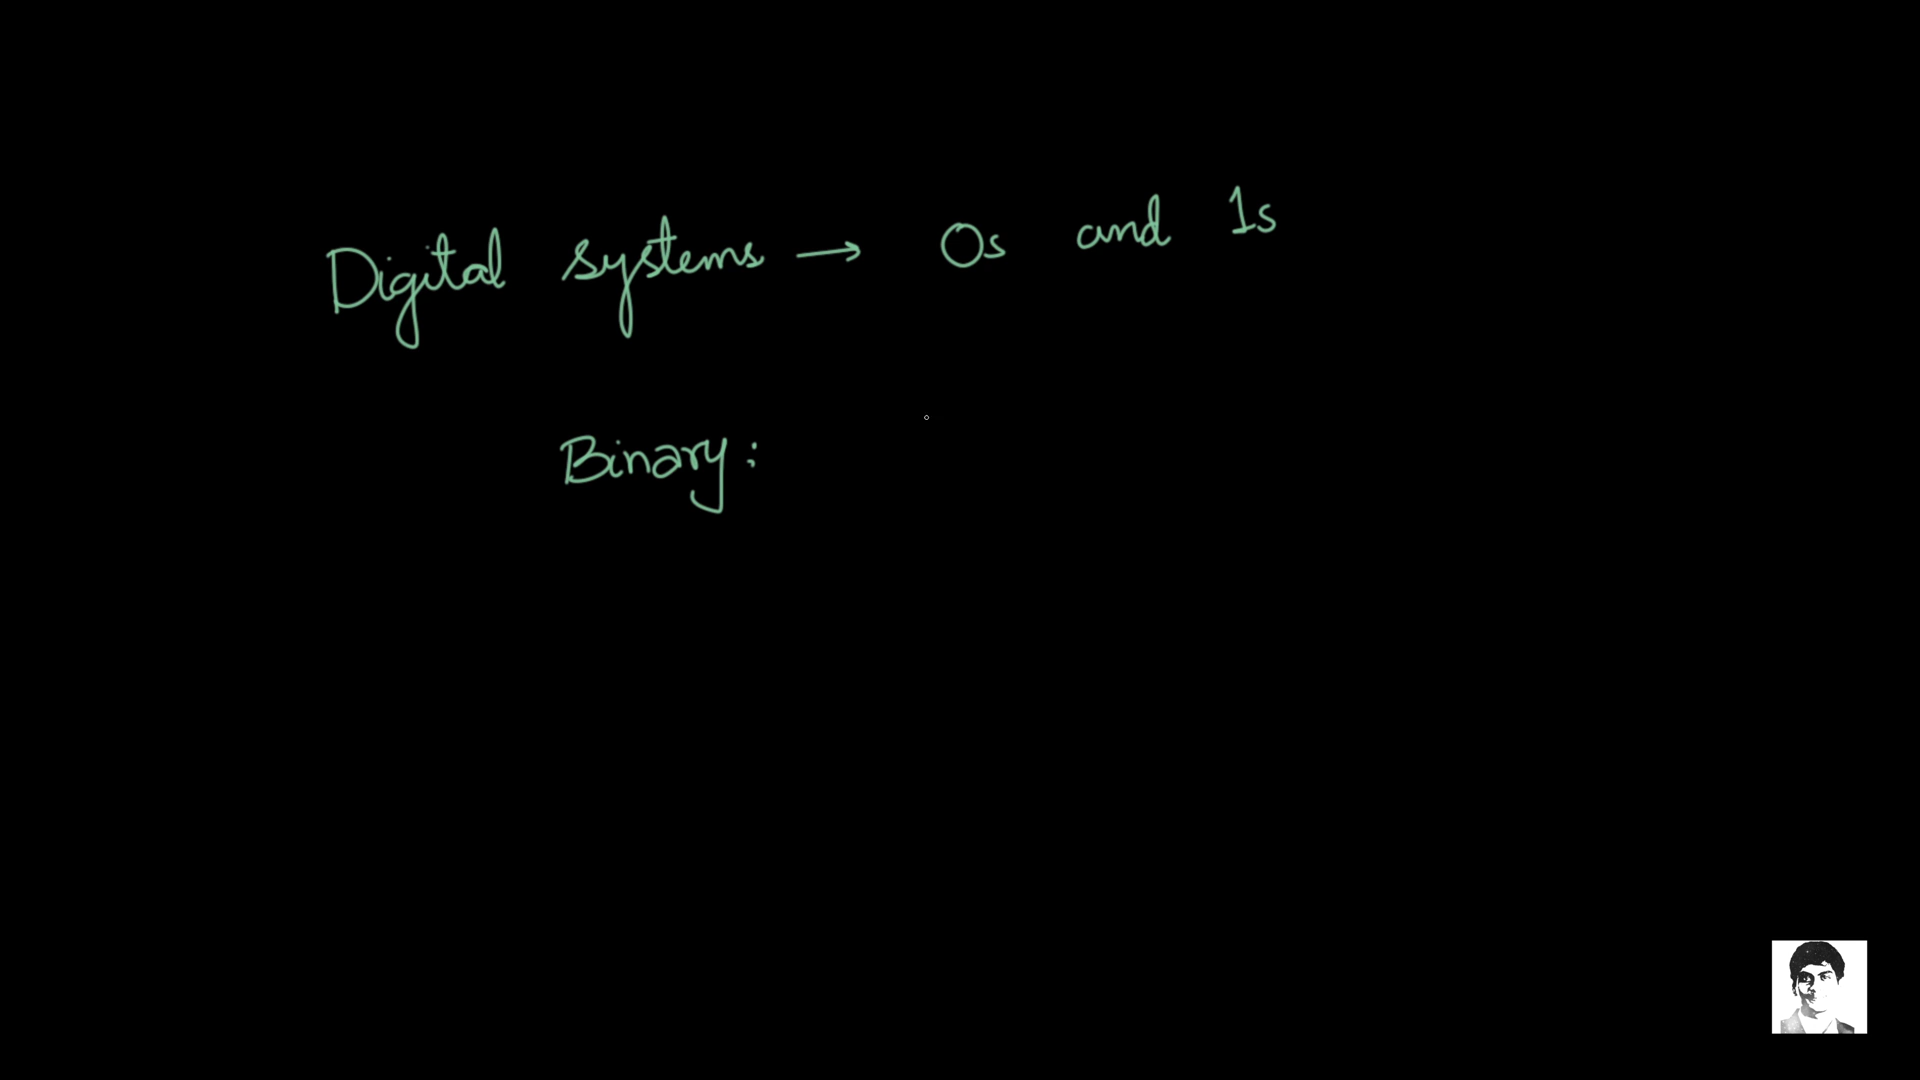 Digital systems → 0s and 1s
Binary: